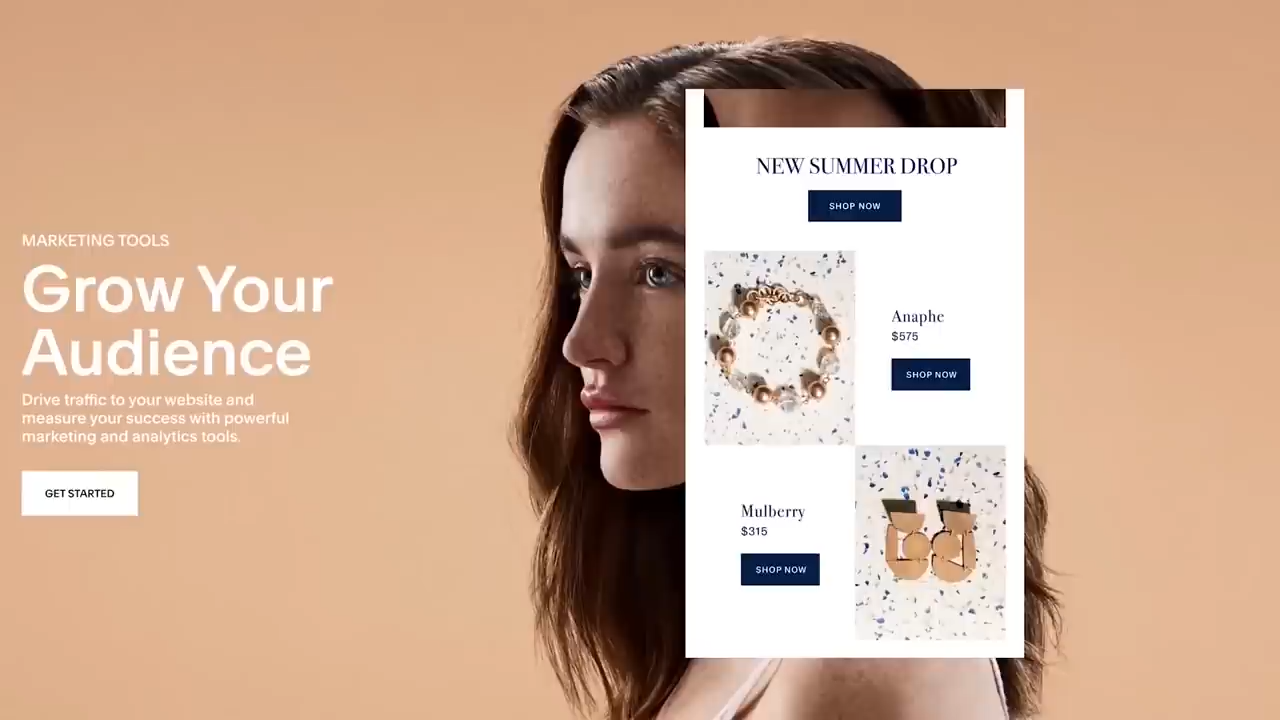 MARKETING TOOLS
Grow Your
Audience
Drive traffic to your website and
measure your success with powerful
marketing and analytics tools.
GET STARTED
NEW SUMMER DROP
SHOP NOW
Anaphe
$575
SHOP NOW
Mulberry
$315
SHOP NOW